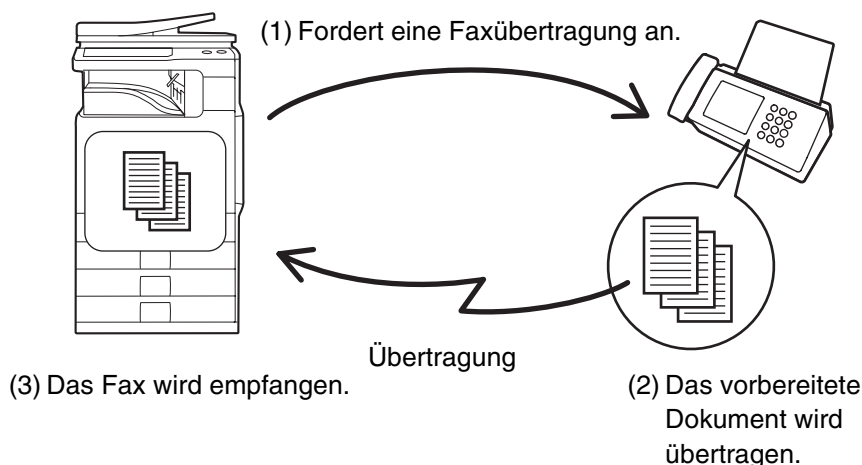 (1) Fordert eine Faxübertragung an.
Übertragung
(3) Das Fax wird empfangen.
(2) Das vorbereitete
Dokument wird
übertragen.